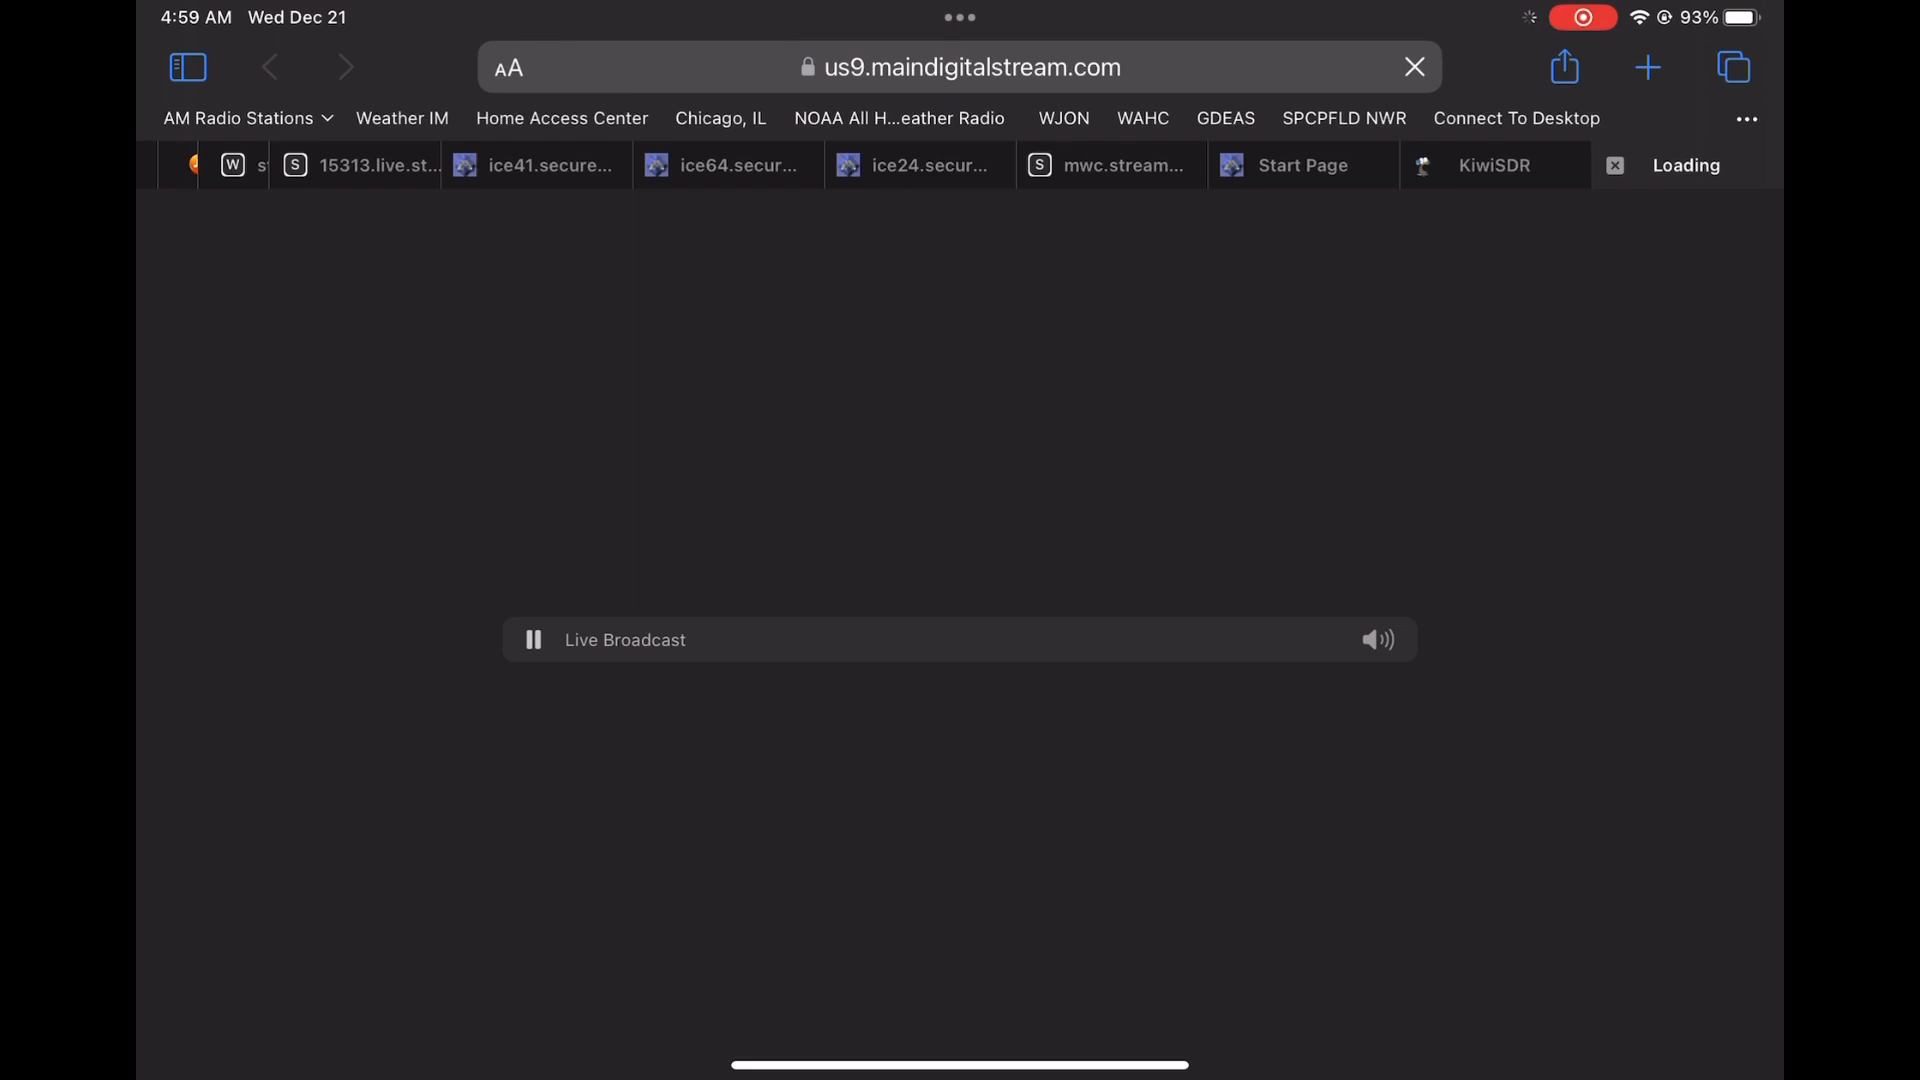 4:59 AM Wed Dec 21
93%
AA
us9.maindigitalstream.com
AM Radio Stations
Weather IM
Home Access Center
Chicago, IL
NOAA All H...eather Radio
WJON
WAHC
GDEAS
SPCPFLD NWR
Connect To Desktop
W
S
15313.live.st...
ice41.secure...
ice64.secur...
ice24.secur...
S
mwc.stream...
Start Page
KiwiSDR
Loading
Live Broadcast